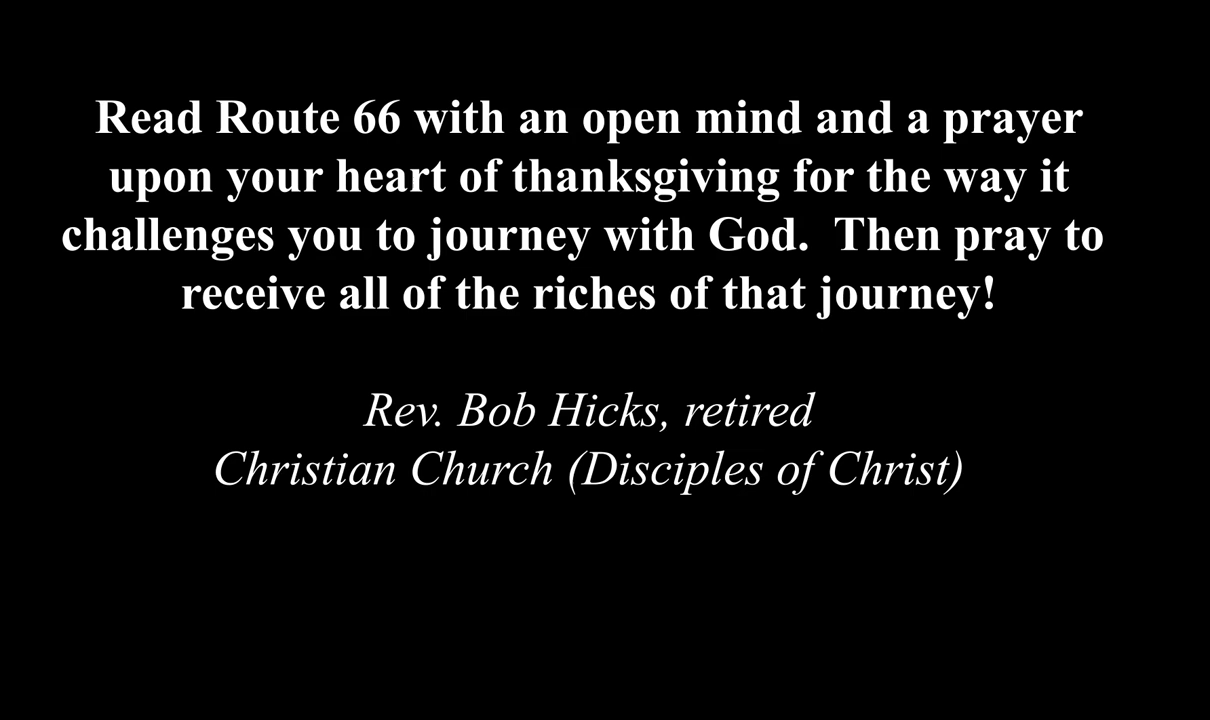 Read Route 66 with an open mind and a prayer
upon your heart of thanksgiving for the way it
challenges you to journey with God.  Then pray to
receive all of the riches of that journey!
Rev. Bob Hicks, retired
Christian Church (Disciples of Christ)